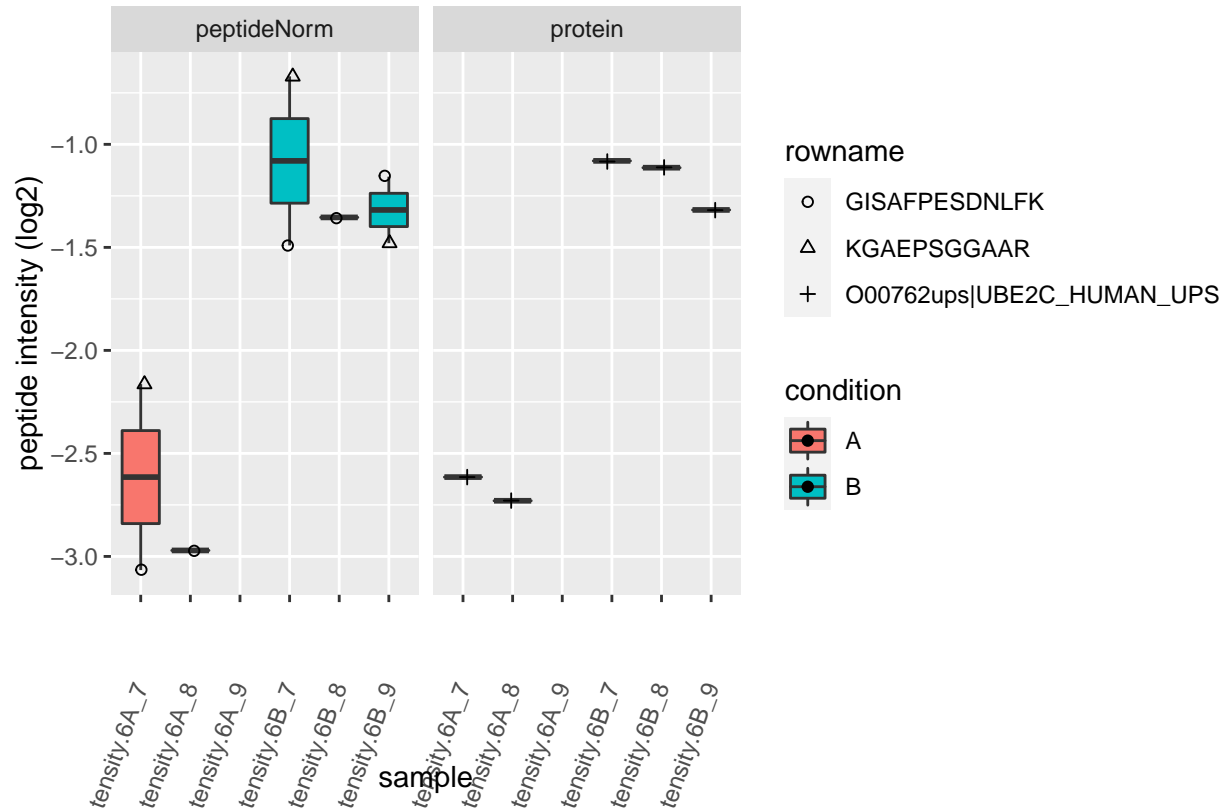 peptideNorm
protein
peptide intensity (log2)
−1.0
−1.5
−2.0
−2.5
−3.0
tensity.6A_7
tensity.6A_8
tensity.6A_9
tensity.6B_7
tensity.6B_8
tensity.6B_9
tensity.6A_7
tensity.6A_8
tensity.6A_9
tensity.6B_7
tensity.6B_8
tensity.6B_9
sample
rowname
GISAFPESDNLFK
KGAEPSGGAAR
O00762ups|UBE2C_HUMAN_UPS
condition
A
B